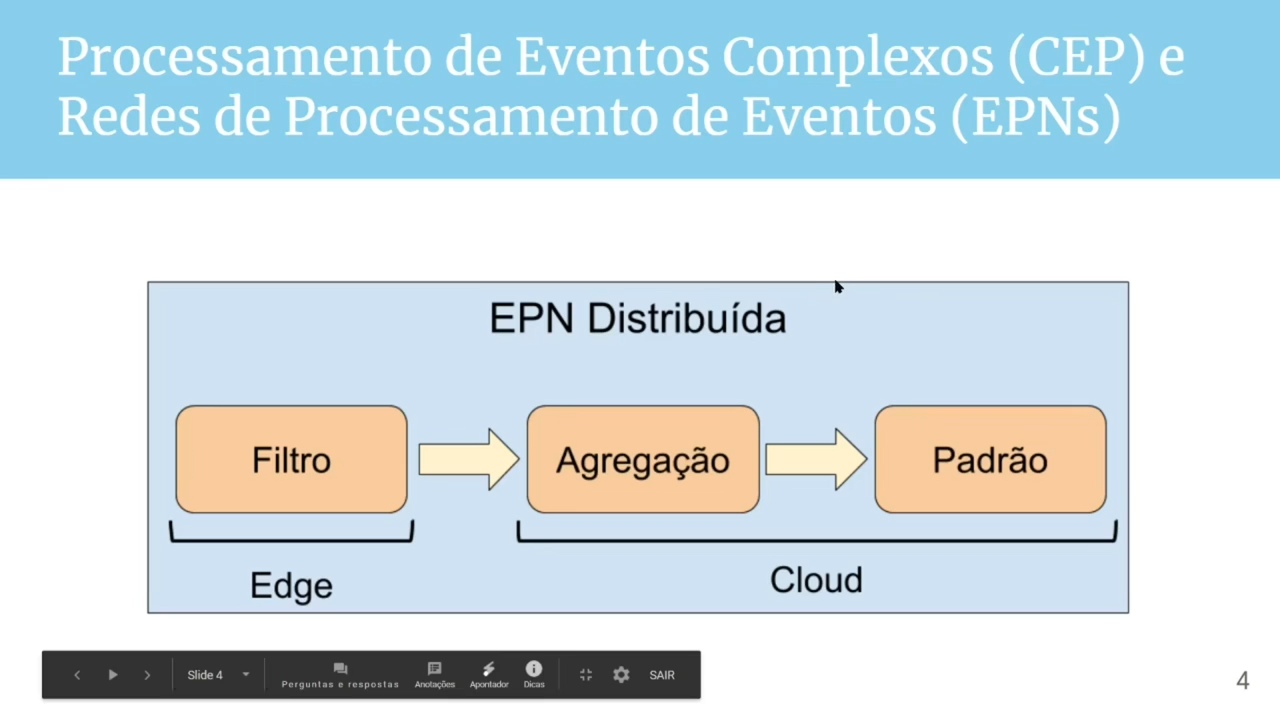 Processamento de Eventos Complexos (CEP) e
Redes de Processamento de Eventos (EPNs)
EPN Distribuída
Filtro
Agregação
Padrão
Edge
Cloud
Slide 4
Perguntas e respostas
Anotações
Apontador
Dicas
SAIR
4